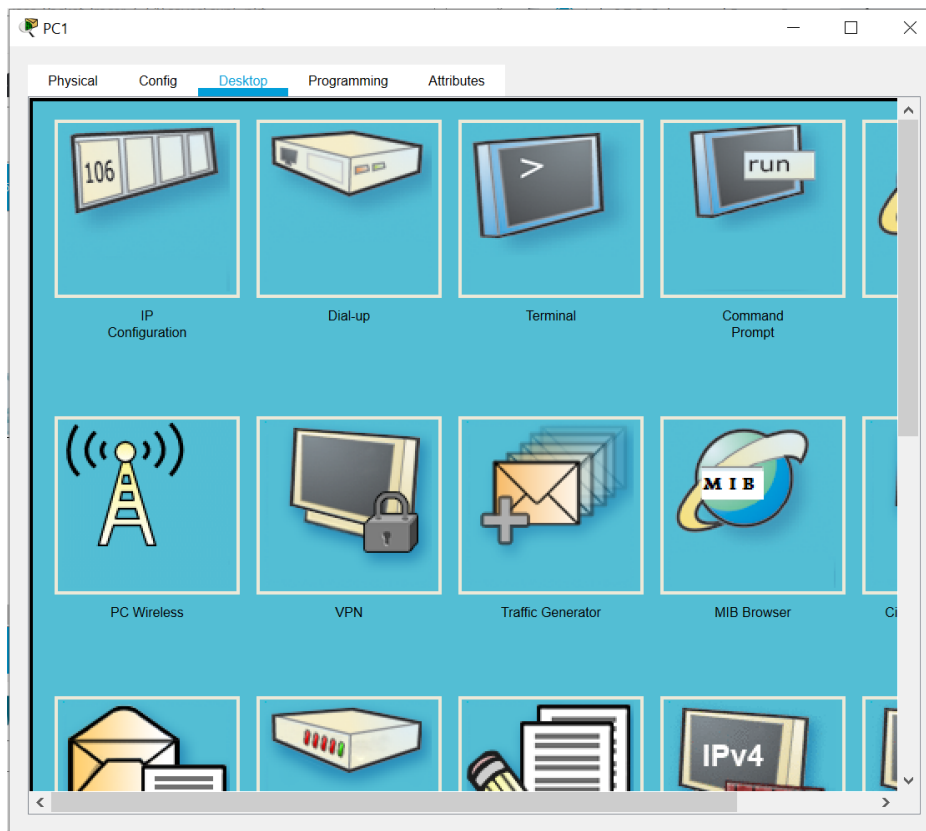 PC1
Physical Config Desktop Programming Attributes
106
>
run
IP
Configuration
Dial-up
Terminal
Command
Prompt
MIB
PC Wireless
VPN
Traffic Generator
MIB Browser
Ci
IPv4